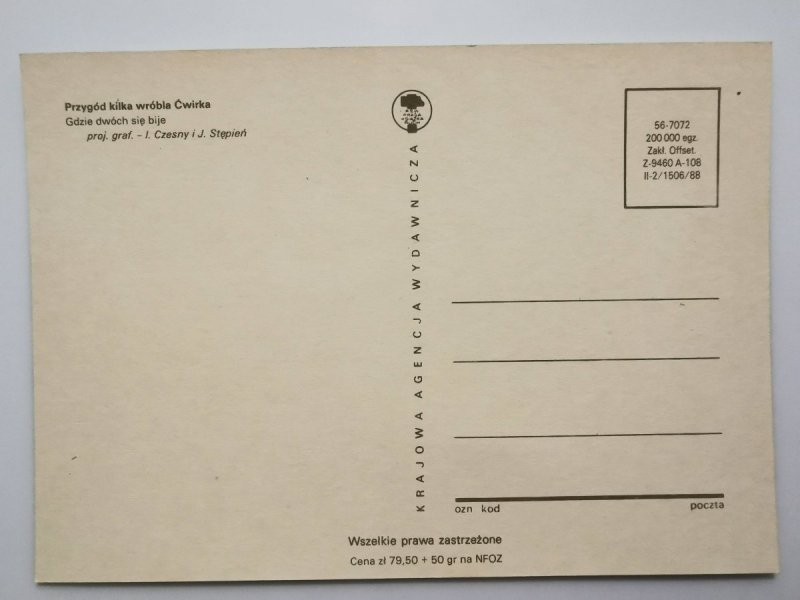 Przygód kilka wróbla Ćwirka
Gdzie dwóch się bije
proj. graf. – I. Czesny i J. Stępień
KRAJOWA AGENCJA WYDAWNICZA
56-7072
200 000 egz.
Zakł. Offset.
Z-9460 A-108
II-2/1506/88
ozn kod
poczta
Wszelkie prawa zastrzeżone
Cena zł 79,50 + 50 gr na NFOZ